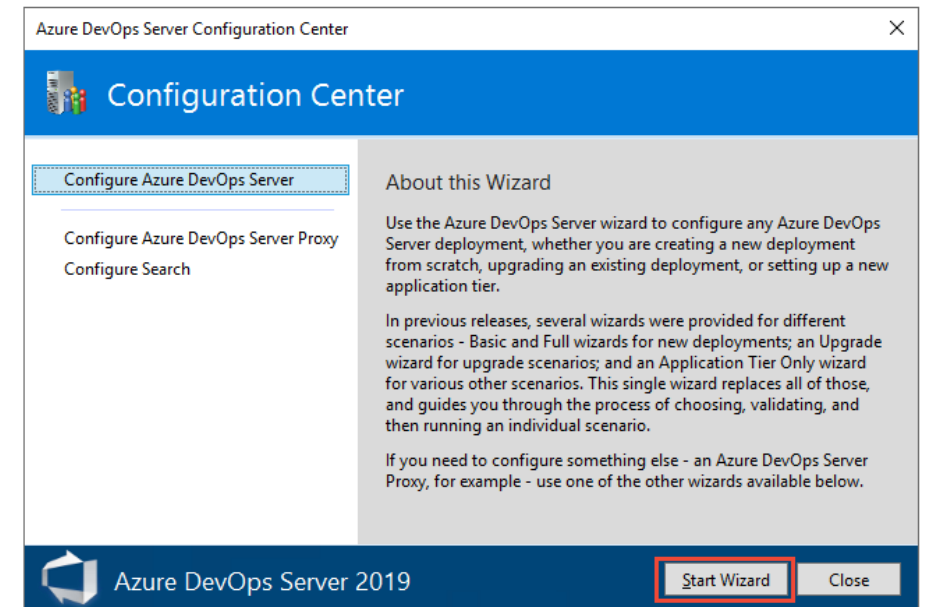 Azure DevOps Server Configuration Center
Configuration Center
Configure Azure DevOps Server
Configure Azure DevOps Server Proxy
Configure Search
About this Wizard
Use the Azure DevOps Server wizard to configure any Azure DevOps
Server deployment, whether you are creating a new deployment
from scratch, upgrading an existing deployment, or setting up a new
application tier.
In previous releases, several wizards were provided for different
scenarios - Basic and Full wizards for new deployments; an Upgrade
wizard for upgrade scenarios; and an Application Tier Only wizard
for various other scenarios. This single wizard replaces all of those,
and guides you through the process of choosing, validating, and
then running an individual scenario.
If you need to configure something else - an Azure DevOps Server
Proxy, for example - use one of the other wizards available below.
Azure DevOps Server 2019
Start Wizard
Close